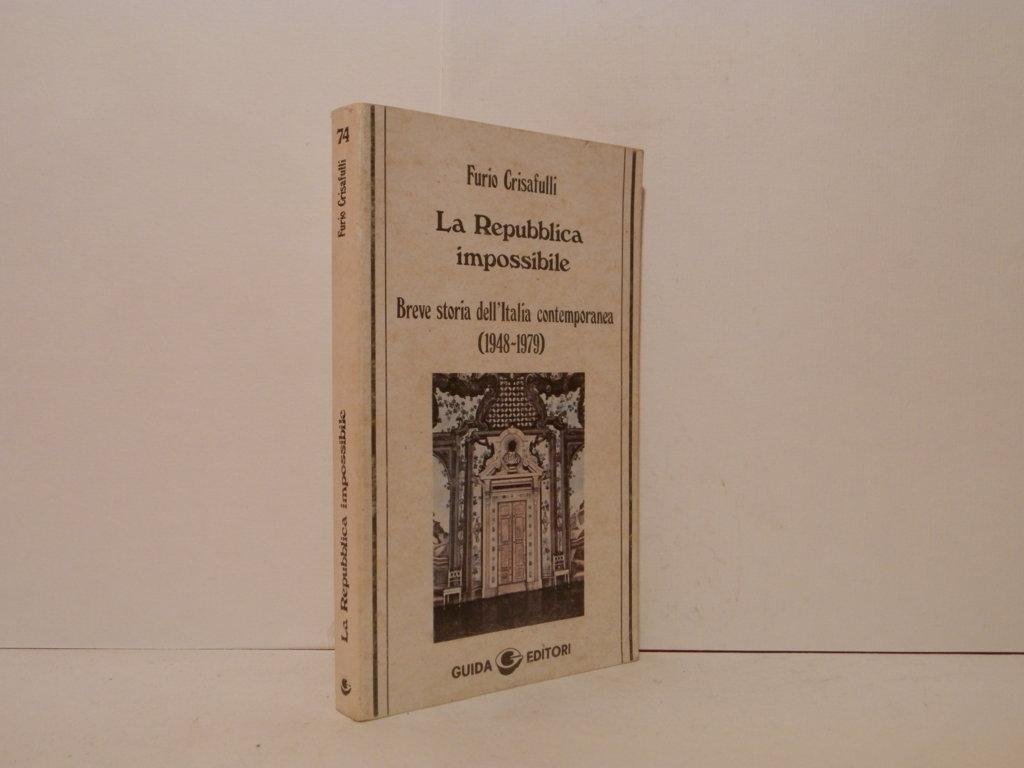 74
Furio Crisafulli
La Repubblica impossibile
Furio Crisafulli
La Repubblica
impossibile
Breve storia dell'Italia contemporanea
(1948-1979)
GUIDA EDITORI